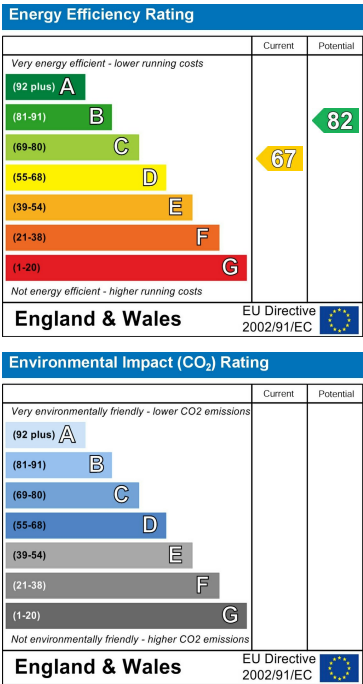 Energy Efficiency Rating
Current Potential
Very energy efficient - lower running costs
(92 plus) A
(81-91) B
82
(69-80) C
67
(55-68) D
(39-54) E
(21-38) F
(1-20) G
Not energy efficient - higher running costs
England & Wales
EU Directive
2002/91/EC
Environmental Impact (CO₂) Rating
Current Potential
Very environmentally friendly - lower CO2 emissions
(92 plus) A
(81-91) B
(69-80) C
(55-68) D
(39-54) E
(21-38) F
(1-20) G
Not environmentally friendly - higher CO2 emissions
England & Wales
EU Directive
2002/91/EC